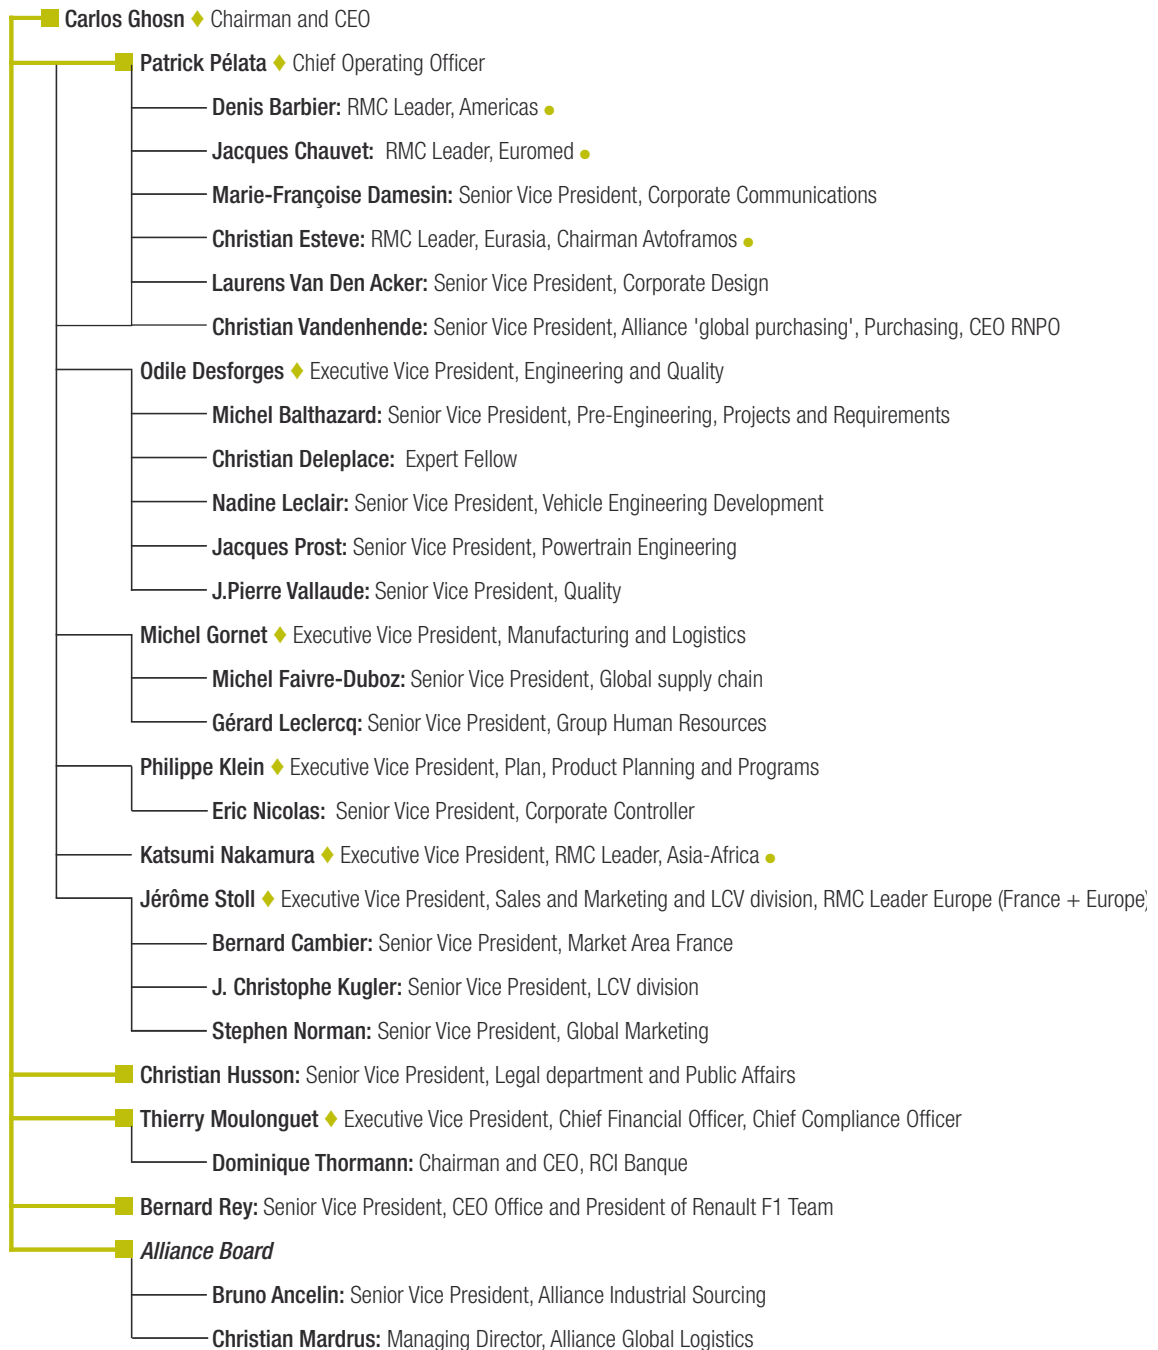 Carlos Ghosn ♦ Chairman and CEO
Patrick Pélata ♦ Chief Operating Officer
Denis Barbier: RMC Leader, Americas ●
Jacques Chauvet: RMC Leader, Euromed ●
Marie-Françoise Damesin: Senior Vice President, Corporate Communications
Christian Esteve: RMC Leader, Eurasia, Chairman Avtoframos ●
Laurens Van Den Acker: Senior Vice President, Corporate Design
Christian Vandenhende: Senior Vice President, Alliance 'global purchasing', Purchasing, CEO RNPO
Odile Desforges ♦ Executive Vice President, Engineering and Quality
Michel Balthazard: Senior Vice President, Pre-Engineering, Projects and Requirements
Christian Deleplace: Expert Fellow
Nadine Leclair: Senior Vice President, Vehicle Engineering Development
Jacques Prost: Senior Vice President, Powertrain Engineering
J.Pierre Vallaude: Senior Vice President, Quality
Michel Gornet ♦ Executive Vice President, Manufacturing and Logistics
Michel Faivre-Duboz: Senior Vice President, Global supply chain
Gérard Leclercq: Senior Vice President, Group Human Resources
Philippe Klein ♦ Executive Vice President, Plan, Product Planning and Programs
Eric Nicolas: Senior Vice President, Corporate Controller
Katsumi Nakamura ♦ Executive Vice President, RMC Leader, Asia-Africa ●
Jérôme Stoll ♦ Executive Vice President, Sales and Marketing and LCV division, RMC Leader Europe (France + Europe)
Bernard Cambier: Senior Vice President, Market Area France
J. Christophe Kugler: Senior Vice President, LCV division
Stephen Norman: Senior Vice President, Global Marketing
Christian Husson: Senior Vice President, Legal department and Public Affairs
Thierry Moulonguet ♦ Executive Vice President, Chief Financial Officer, Chief Compliance Officer
Dominique Thormann: Chairman and CEO, RCI Banque
Bernard Rey: Senior Vice President, CEO Office and President of Renault F1 Team
Alliance Board
Bruno Ancelin: Senior Vice President, Alliance Industrial Sourcing
Christian Mardrus: Managing Director, Alliance Global Logistics